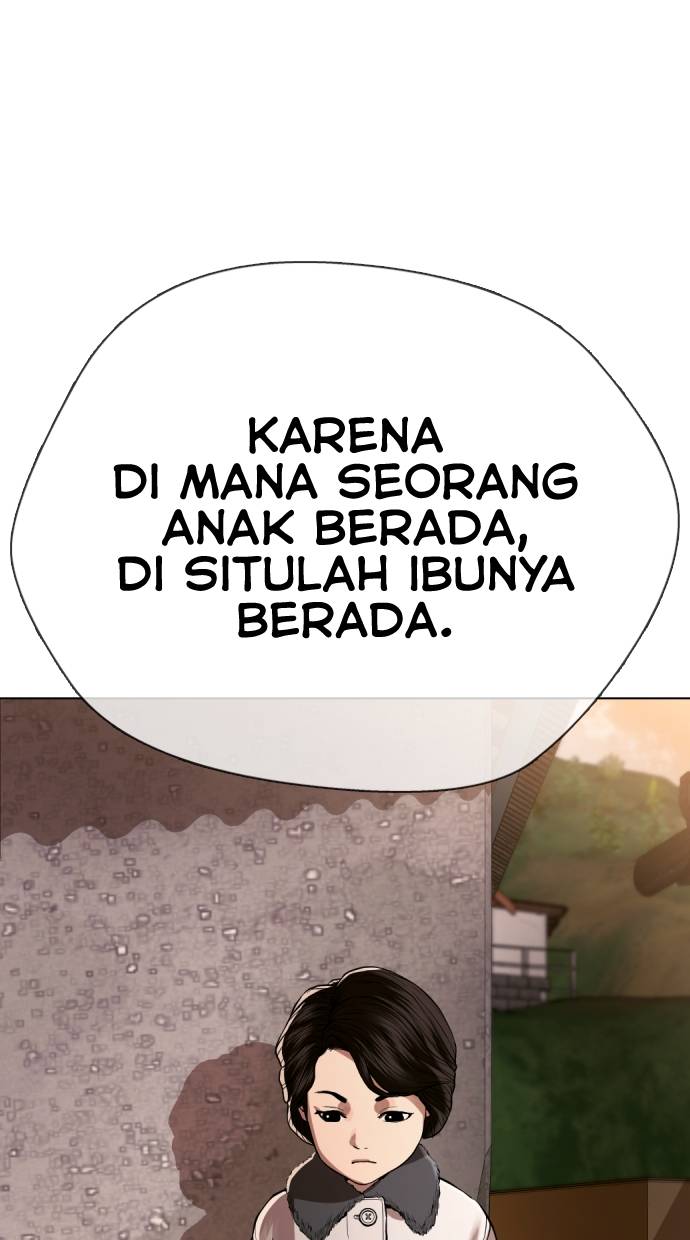 KARENA
DI MANA SEORANG
ANAK BERADA,
DI SITULAH IBUNYA
BERADA.